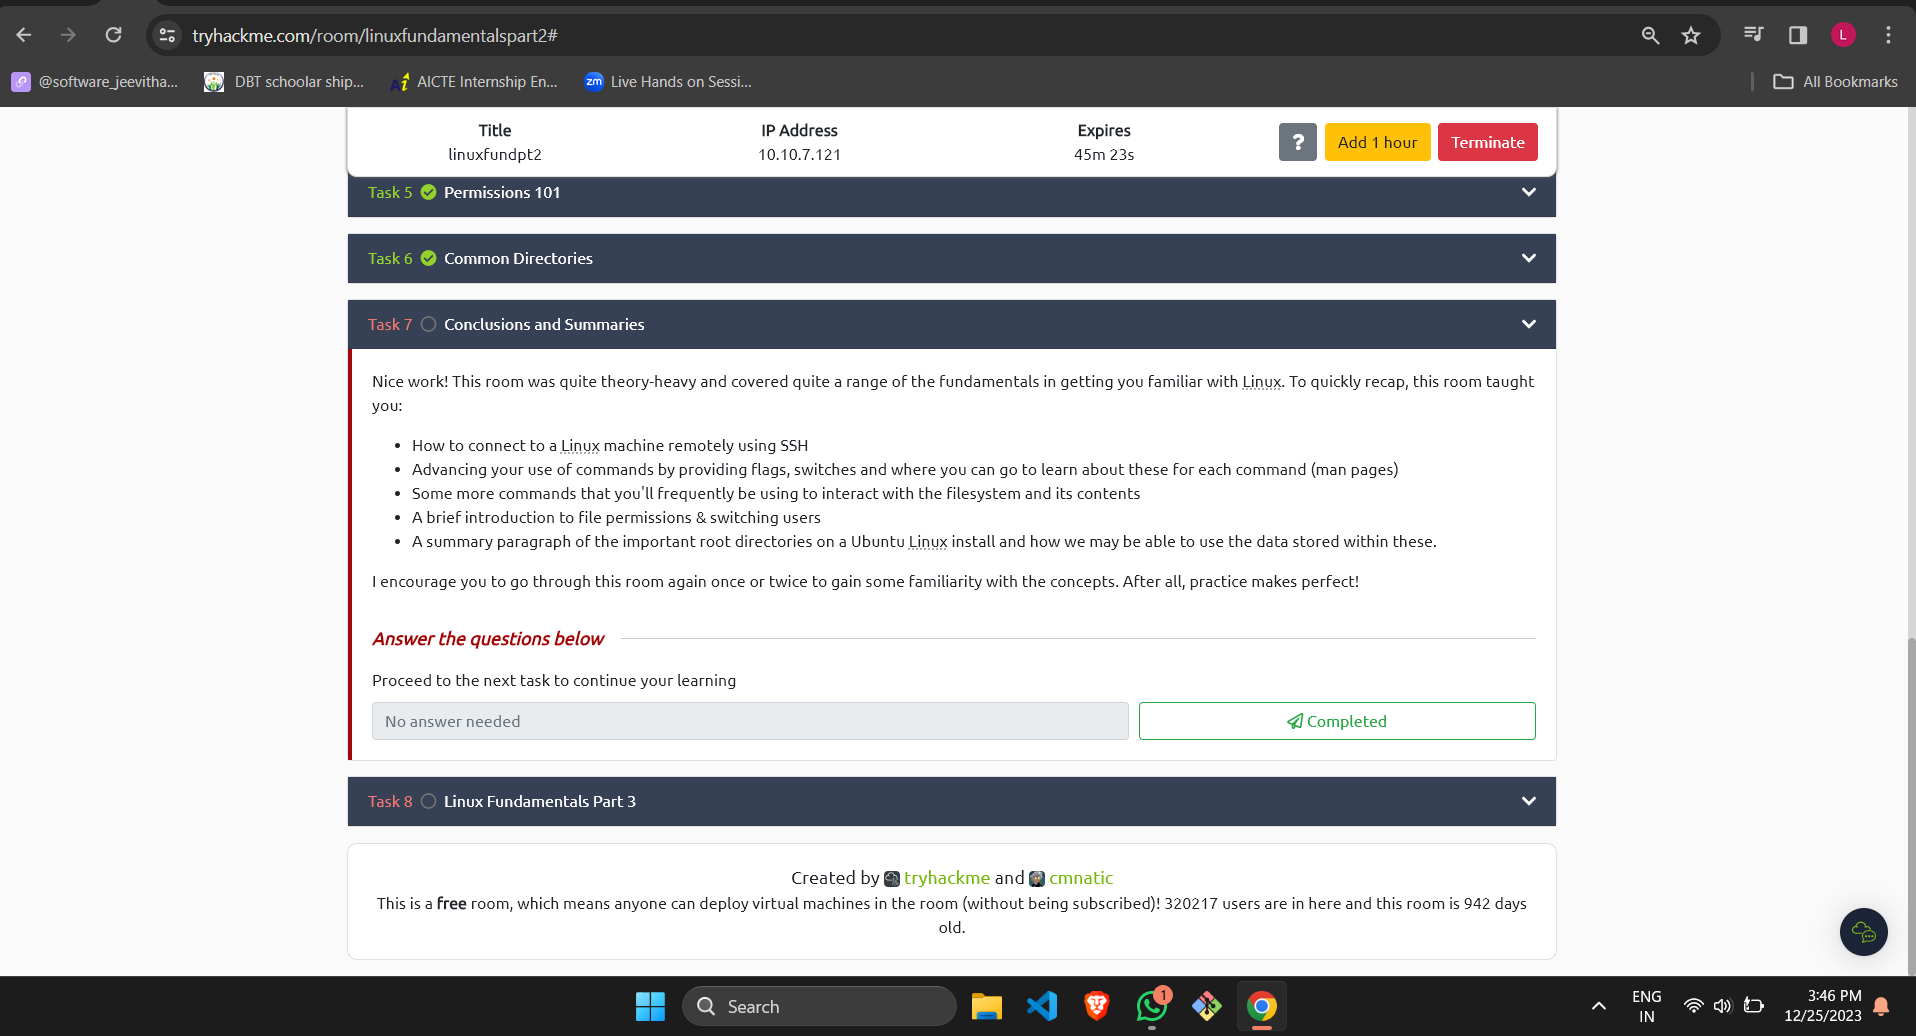 tryhackme.com/room/linuxfundamentalspart2#
L
@software_jeevitha...
DBT schoolar ship...
AICTE Internship En...
zm
Live Hands on Sessi...
All Bookmarks
Title
IP Address
Expires
linuxfundpt2
10.10.7.121
45m 23s
?
Add 1 hour
Terminate
Task 5 Permissions 101
Task 6 Common Directories
Task 7 Conclusions and Summaries
Nice work! This room was quite theory-heavy and covered quite a range of the fundamentals in getting you familiar with Linux. To quickly recap, this room taught
you:
• How to connect to a Linux machine remotely using SSH
• Advancing your use of commands by providing flags, switches and where you can go to learn about these for each command (man pages)
• Some more commands that you'll frequently be using to interact with the filesystem and its contents
• A brief introduction to file permissions & switching users
• A summary paragraph of the important root directories on a Ubuntu Linux install and how we may be able to use the data stored within these.
I encourage you to go through this room again once or twice to gain some familiarity with the concepts. After all, practice makes perfect!
Answer the questions below
Proceed to the next task to continue your learning
No answer needed
Completed
Task 8 Linux Fundamentals Part 3
Created by tryhackme and cmnatic
This is a free room, which means anyone can deploy virtual machines in the room (without being subscribed)! 320217 users are in here and this room is 942 days
old.
Search
1
ENG
IN
3:46 PM
12/25/2023